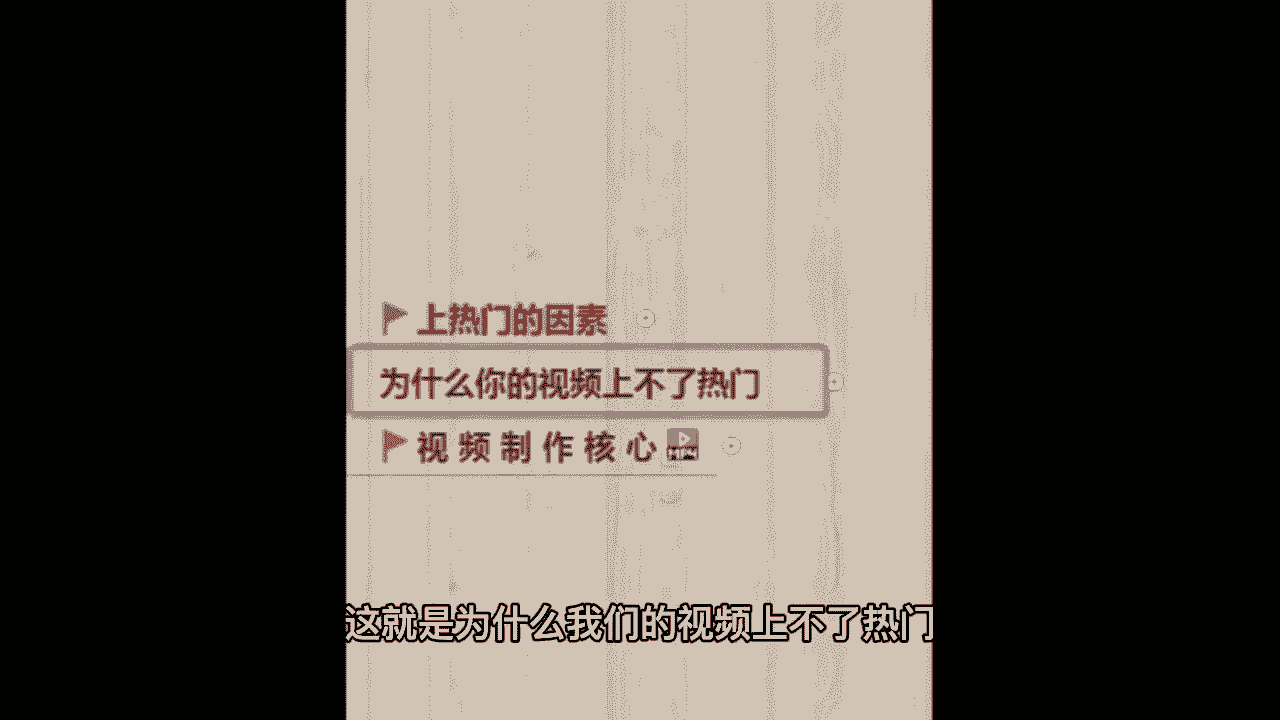 上热门的因素
为什么你的视频上不了热门
视频制作核心
这就是为什么我们的视频上不了热门